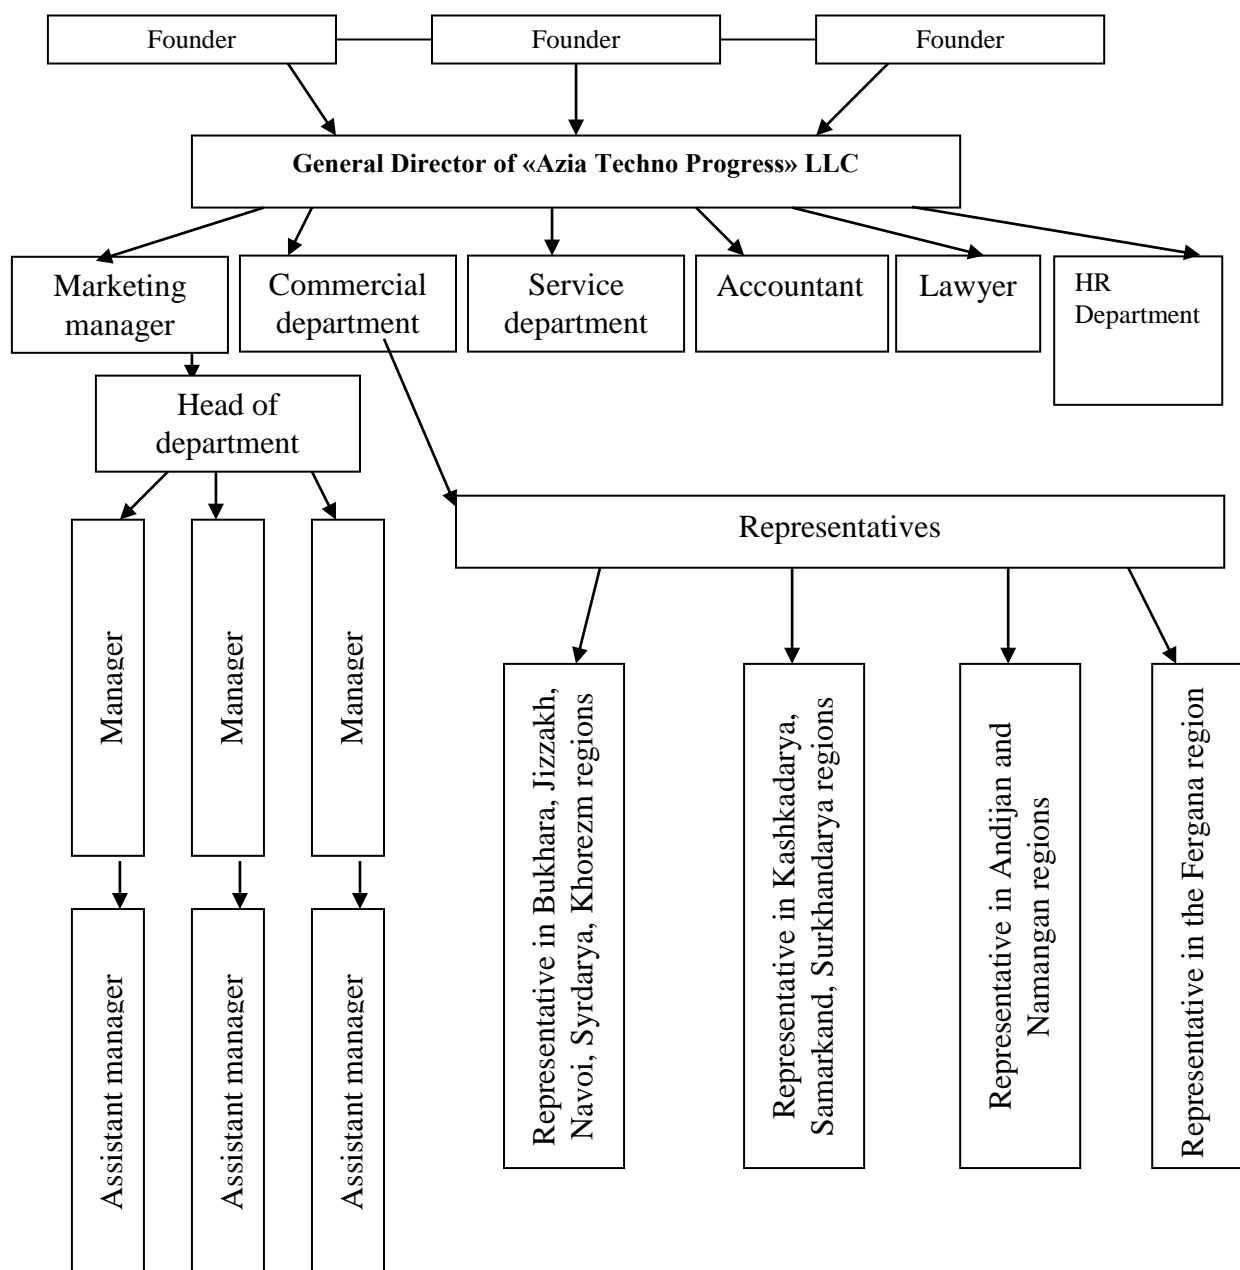 Founder
Founder
Founder
General Director of «Azia Techno Progress» LLC
Marketing
manager
Commercial
department
Service
department
Accountant
Lawyer
HR
Department
Head of
department
Representatives
Manager
Manager
Manager
Representative in Bukhara, Jizzakh,
Navoi, Syrdarya, Khorezm regions
Representative in Kashkadarya,
Samarkand, Surkhandarya regions
Representative in Andijan and
Namangan regions
Representative in the Fergana region
Assistant manager
Assistant manager
Assistant manager